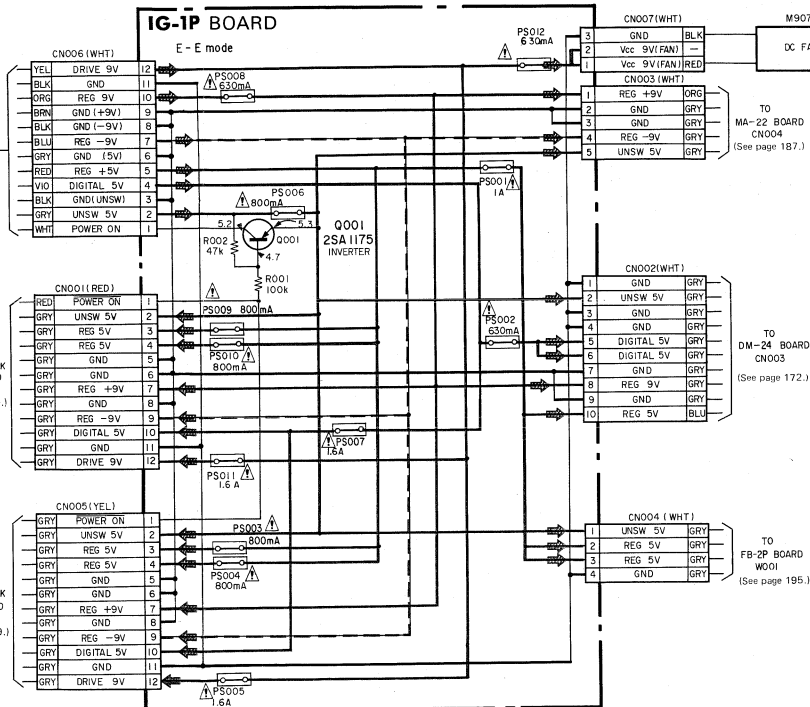 IG-1P BOARD
E-E mode
CN006 (WHT)
YEL DRIVE 9V 12
BLK GND 11
ORG REG 9V 10
BRN GND (+9V) 9
BLK GND (-9V) 8
BLU REG -9V 7
GRY GND (5V) 6
RED REG +5V 5
VIO DIGITAL 5V 4
BLK GND(UNSW) 3
GRY UNSW 5V 2
WHT POWER ON 1
PS008
630mA
PS012
630mA
CN007(WHT)
3 GND BLK
2 Vcc 9V(FAN) —
1 Vcc 9V(FAN) RED
M907
DC FA
CN003(WHT)
1 REG +9V ORG
2 GND GRY
3 GND GRY
4 REG -9V GRY
5 UNSW 5V GRY
TO
MA-22 BOARD
CN004
(See page 187.)
PS001
1A
PS006
800mA
5.2
5.3
Q001
4.7
Q001
2SA1175
INVERTER
R002
47k
R001
100k
CN001(RED)
RED POWER ON 1
GRY UNSW 5V 2
GRY REG 5V 3
GRY REG 5V 4
GRY GND 5
GRY GND 6
GRY REG +9V 7
GRY GND 8
GRY REG -9V 9
GRY DIGITAL 5V 10
GRY GND 11
GRY DRIVE 9V 12
K
.)
PS009 800mA
PS010
800mA
PS002
630mA
PS007
1.6A
PS011
1.6A
CN002(WHT)
1 GND GRY
2 UNSW 5V GRY
3 GND GRY
4 GND GRY
5 DIGITAL 5V GRY
6 DIGITAL 5V GRY
7 GND GRY
8 REG 9V GRY
9 GND GRY
10 REG 5V BLU
TO
DM-24 BOARD
CN003
(See page 172.)
CN005(YEL)
GRY POWER ON 1
GRY UNSW 5V 2
GRY REG 5V 3
GRY REG 5V 4
GRY GND 5
GRY GND 6
GRY REG +9V 7
GRY GND 8
GRY REG -9V 9
GRY DIGITAL 5V 10
GRY GND 11
GRY DRIVE 9V 12
K
9.)
PS003
800mA
PS004
800mA
PS005
1.6A
CN004 (WHT)
1 UNSW 5V GRY
2 REG 5V GRY
3 REG 5V GRY
4 GND GRY
TO
FB-2P BOARD
W001
(See page 195.)